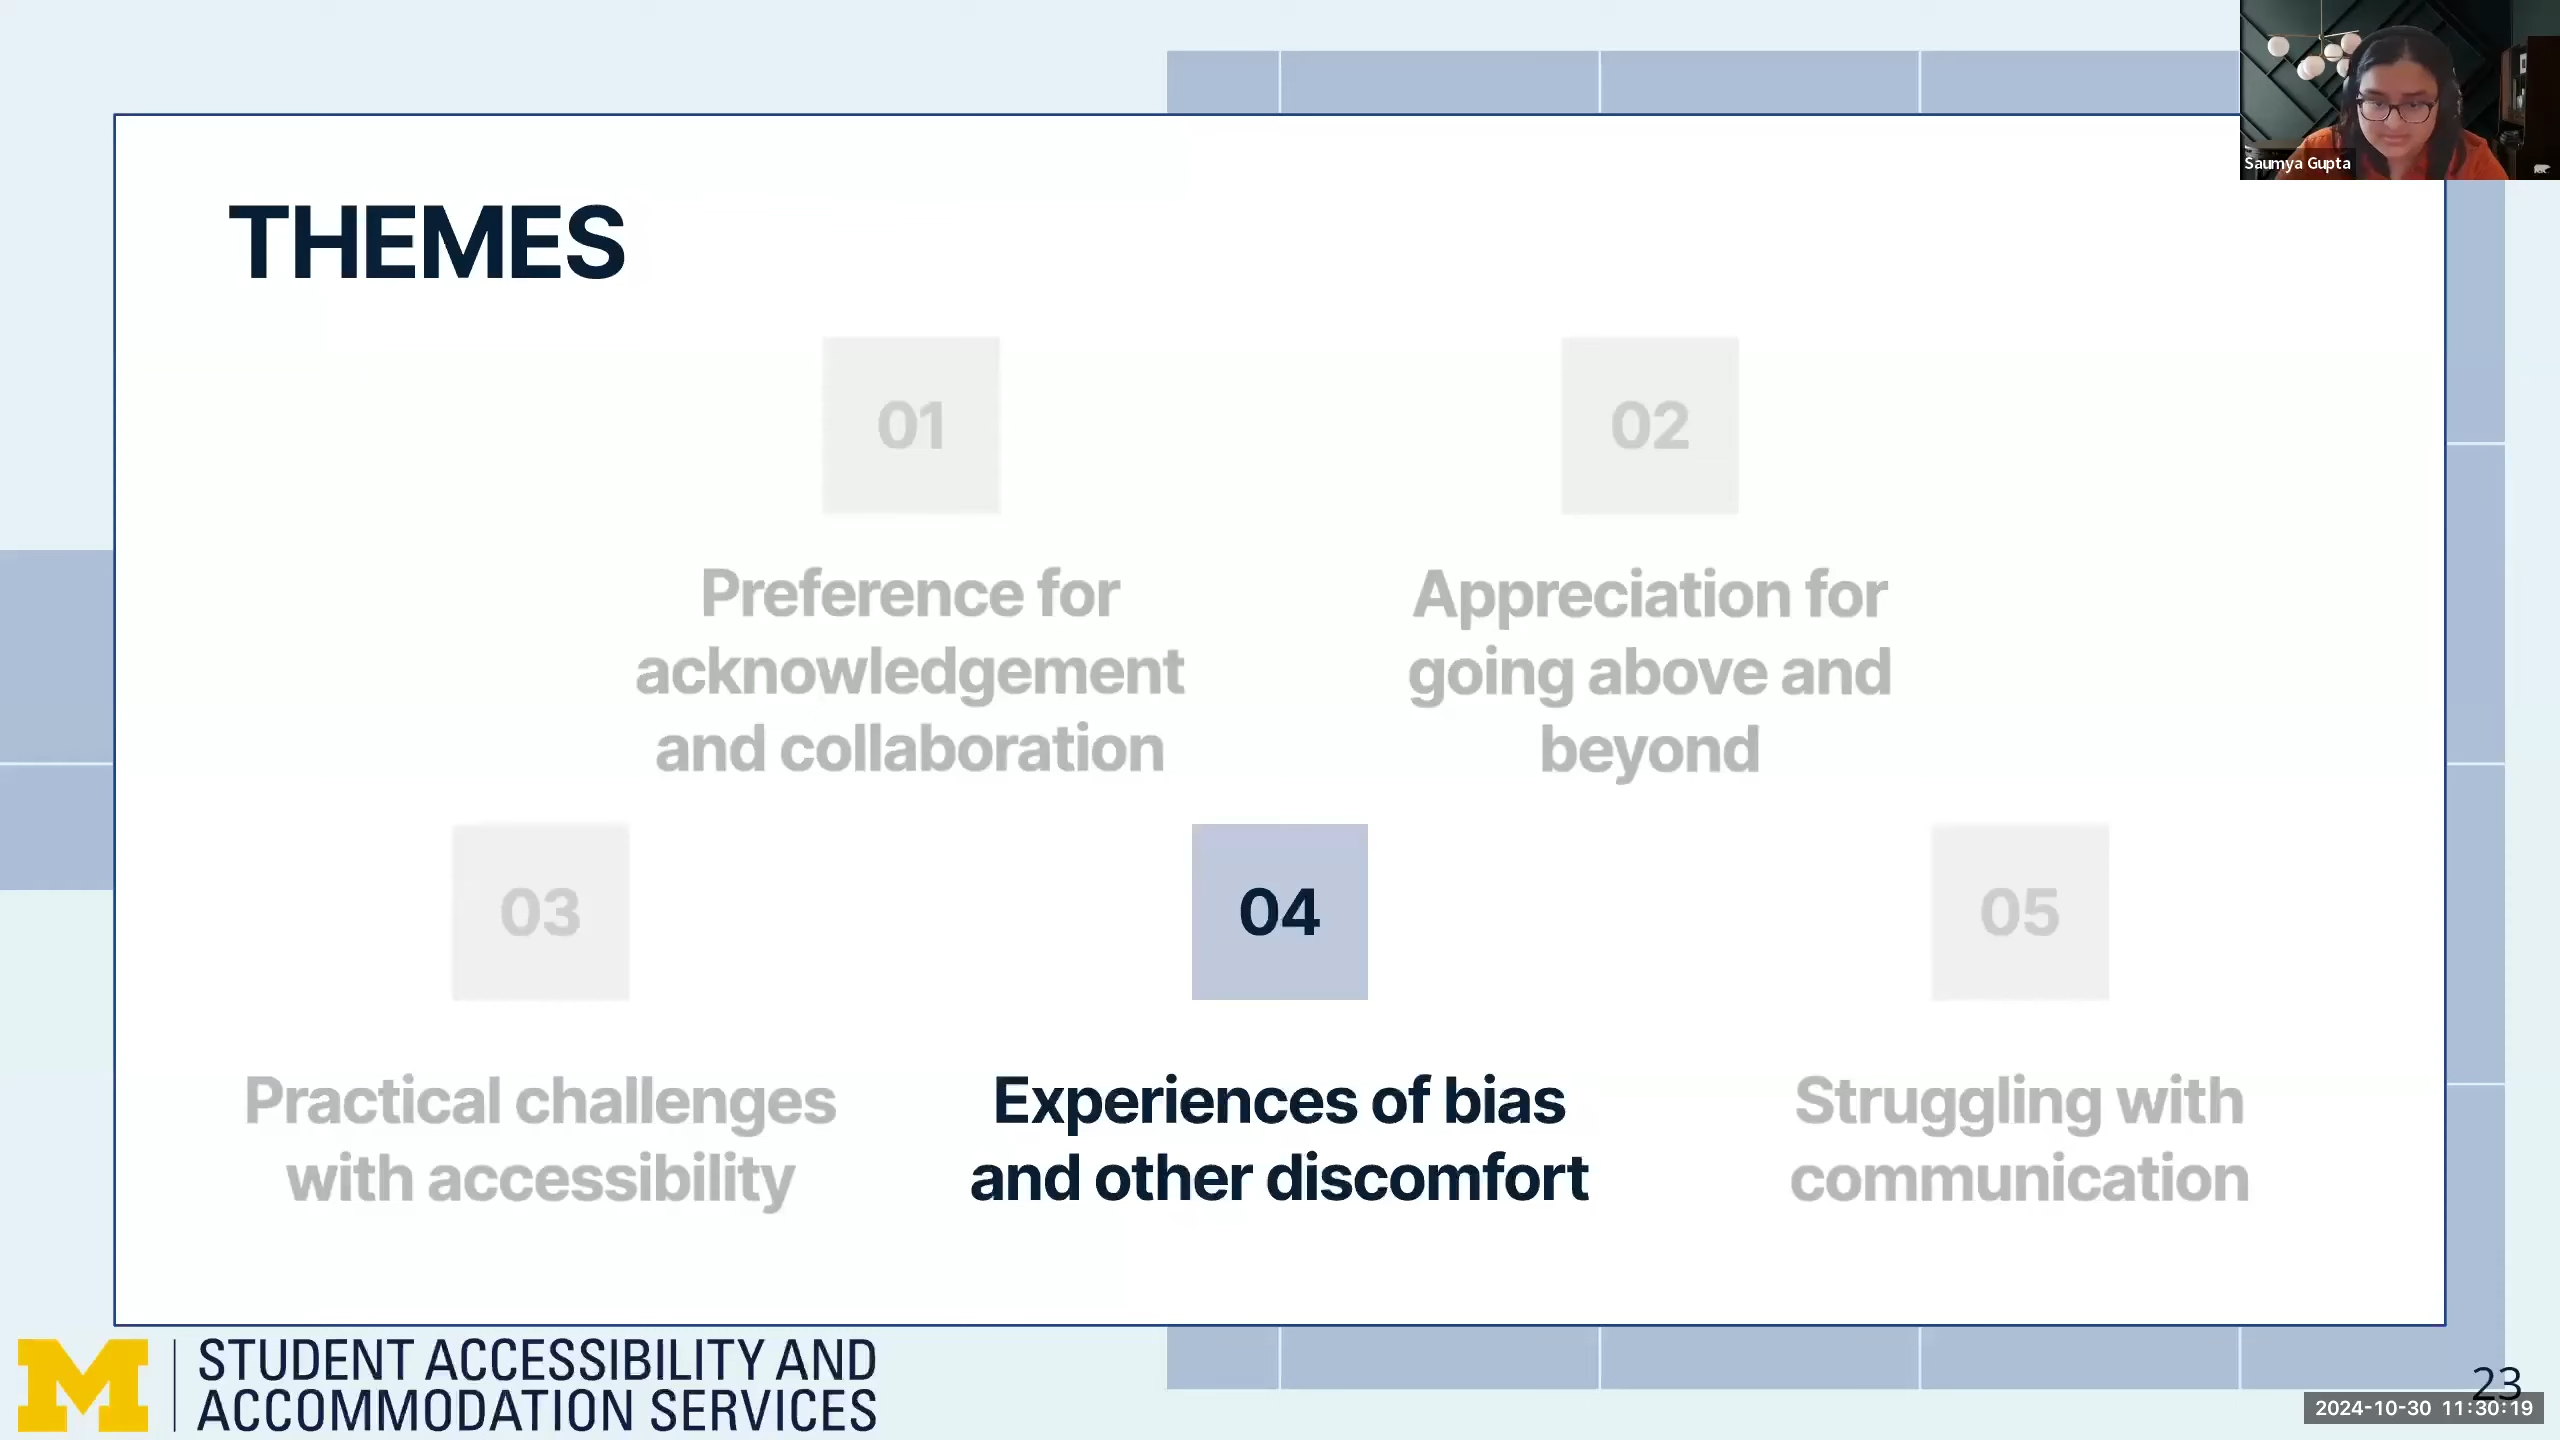 Saumya Gupta
THEMES
01
Preference for
acknowledgement
and collaboration
02
Appreciation for
going above and
beyond
03
Practical challenges
with accessibility
04
Experiences of bias
and other discomfort
05
Struggling with
communication
M
STUDENT ACCESSIBILITY AND
ACCOMMODATION SERVICES
23
2024-10-30 11:30:19